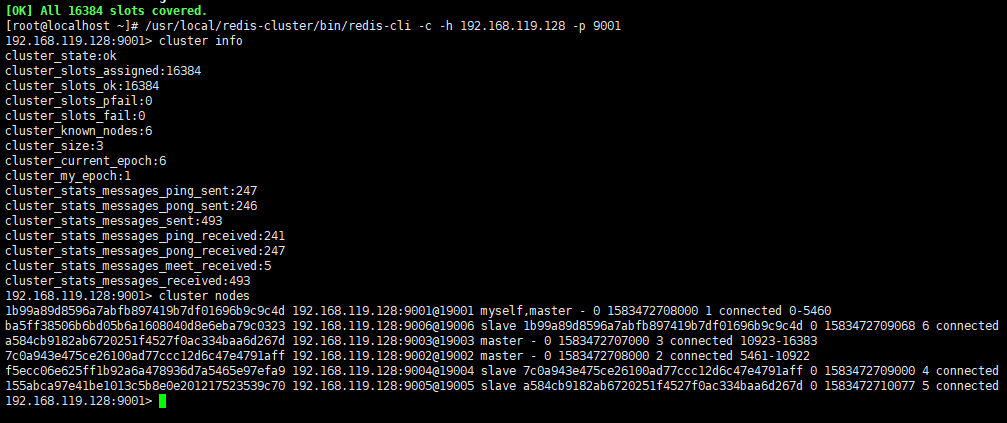 [OK] All 16384 slots covered.
[root@localhost ~]# /usr/local/redis-cluster/bin/redis-cli -c -h 192.168.119.128 -p 9001
192.168.119.128:9001> cluster info
cluster_state:ok
cluster_slots_assigned:16384
cluster_slots_ok:16384
cluster_slots_pfail:0
cluster_slots_fail:0
cluster_known_nodes:6
cluster_size:3
cluster_current_epoch:6
cluster_my_epoch:1
cluster_stats_messages_ping_sent:247
cluster_stats_messages_pong_sent:246
cluster_stats_messages_sent:493
cluster_stats_messages_ping_received:241
cluster_stats_messages_pong_received:247
cluster_stats_messages_meet_received:5
cluster_stats_messages_received:493
192.168.119.128:9001> cluster nodes
1b99a89d8596a7abfb897419b7df01696b9c9c4d 192.168.119.128:9001@19001 myself,master - 0 1583472708000 1 connected 0-5460
ba5ff38506b6bd05b6a1608040d8e6eba79c0323 192.168.119.128:9006@19006 slave 1b99a89d8596a7abfb897419b7df01696b9c9c4d 0 1583472709068 6 connected
a584cb9182ab6720251f4527f0ac334baa6d267d 192.168.119.128:9003@19003 master - 0 1583472707000 3 connected 10923-16383
7c0a943e475ce26100ad77ccc12d6c47e4791aff 192.168.119.128:9002@19002 master - 0 1583472708000 2 connected 5461-10922
f5ecc06e625ff1b92a6a478936d7a5465e97efa9 192.168.119.128:9004@19004 slave 7c0a943e475ce26100ad77ccc12d6c47e4791aff 0 1583472709000 4 connected
155abca97e41be1013c5b8e0e201217523539c70 192.168.119.128:9005@19005 slave a584cb9182ab6720251f4527f0ac334baa6d267d 0 1583472710077 5 connected
192.168.119.128:9001>